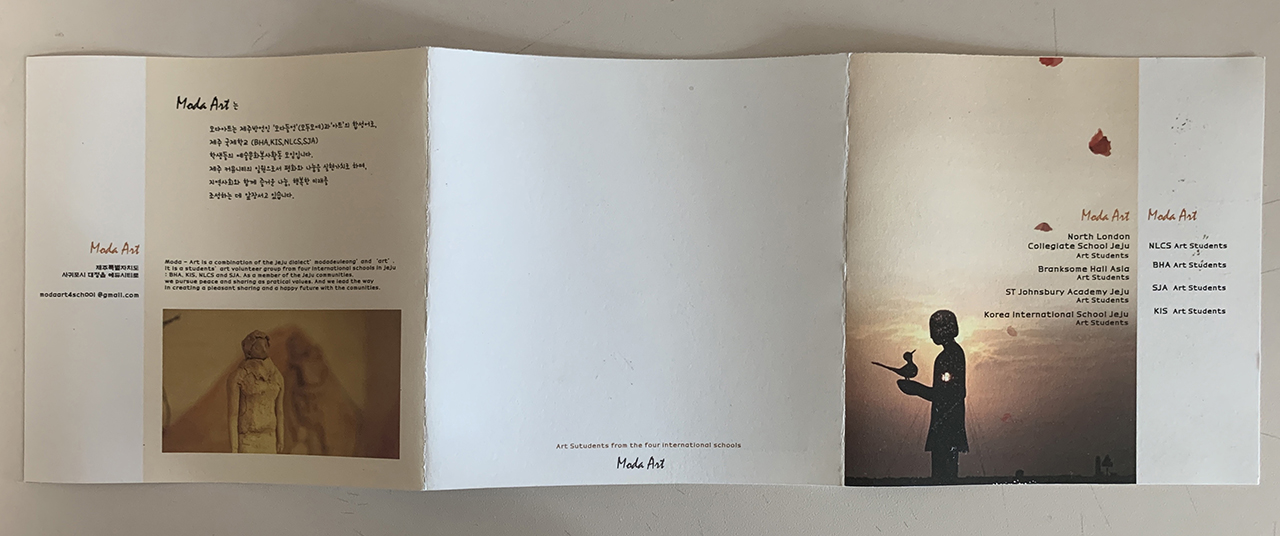 Moda Art
제주특별자치도
서귀포시 대정읍 에듀시티로
modaart4sch00l @gmail.com
Moda Art 는
모다아트는 제주방언인 '모다들엉'(모두모여)과'아트'의 합성어로,
제주 국제학교 (BHA,KIS,NLCS,SJA)
학생들의 예술문화봉사활동 모임입니다.
제주 커뮤니티의 일원으로서 평화와 나눔을 실천가치로 하며,
지역사회와 함께 즐거운 나눔, 행복한 미래를
조성하는 데 앞장서고 있습니다.
Moda - Art is a combination of the Jeju dialect' modadeuleong' and 'art' .
It is a students' art volunteer group from four international schools in Jeju
: BHA, KIS, NLCS and SJA. As a member of the Jeju communities.
we pursue peace and sharing as pratical values. And we lead the way
in creating a pleasant sharing and a happy future with the comunities.
Art Sutudents from the four international schools
Moda Art
Moda Art
North London
Collegiate School Jeju
Art Students
Branksome Hall Asia
Art Students
ST Johnsbury Academy Jeju
Art Students
Korea International School Jeju
Art Students
Moda Art
NLCS Art Students
BHA Art Students
SJA Art Students
KIS Art Students